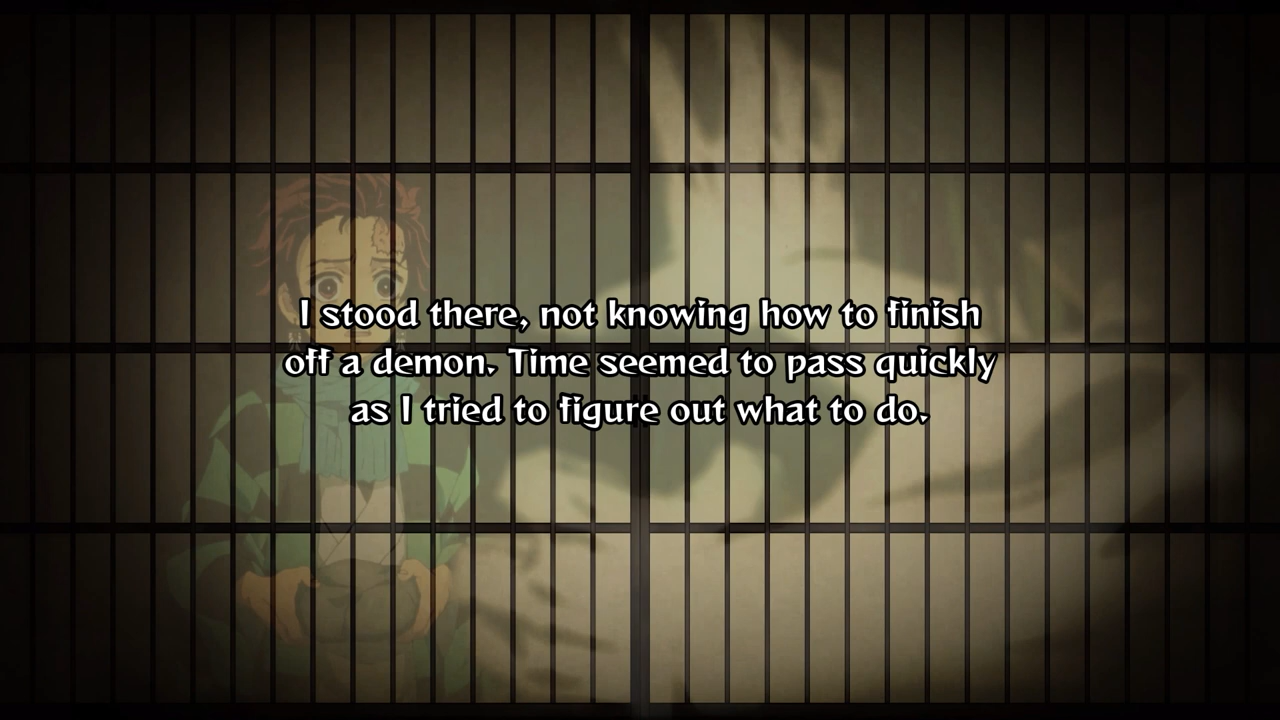 I stood there, not knowing how to finish
off a demon. Time seemed to pass quickly
as I tried to figure out what to do.